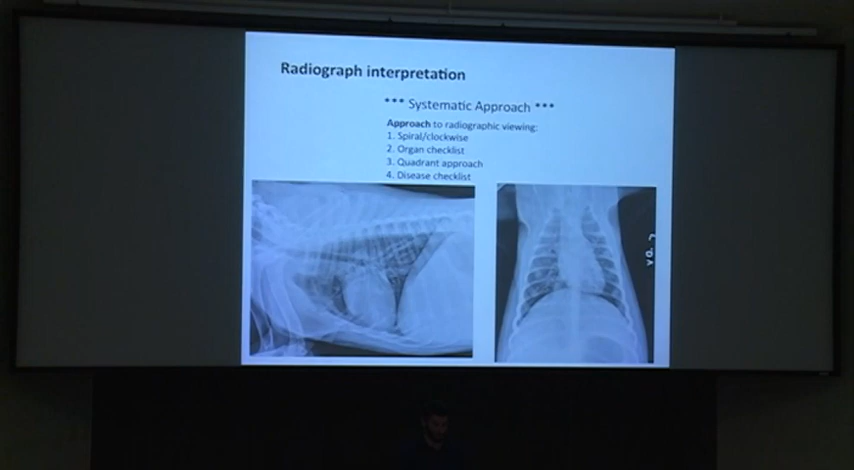 Radiograph interpretation
*** Systematic Approach ***
Approach to radiographic viewing:
1. Spiral/clockwise
2. Organ checklist
3. Quadrant approach
4. Disease checklist